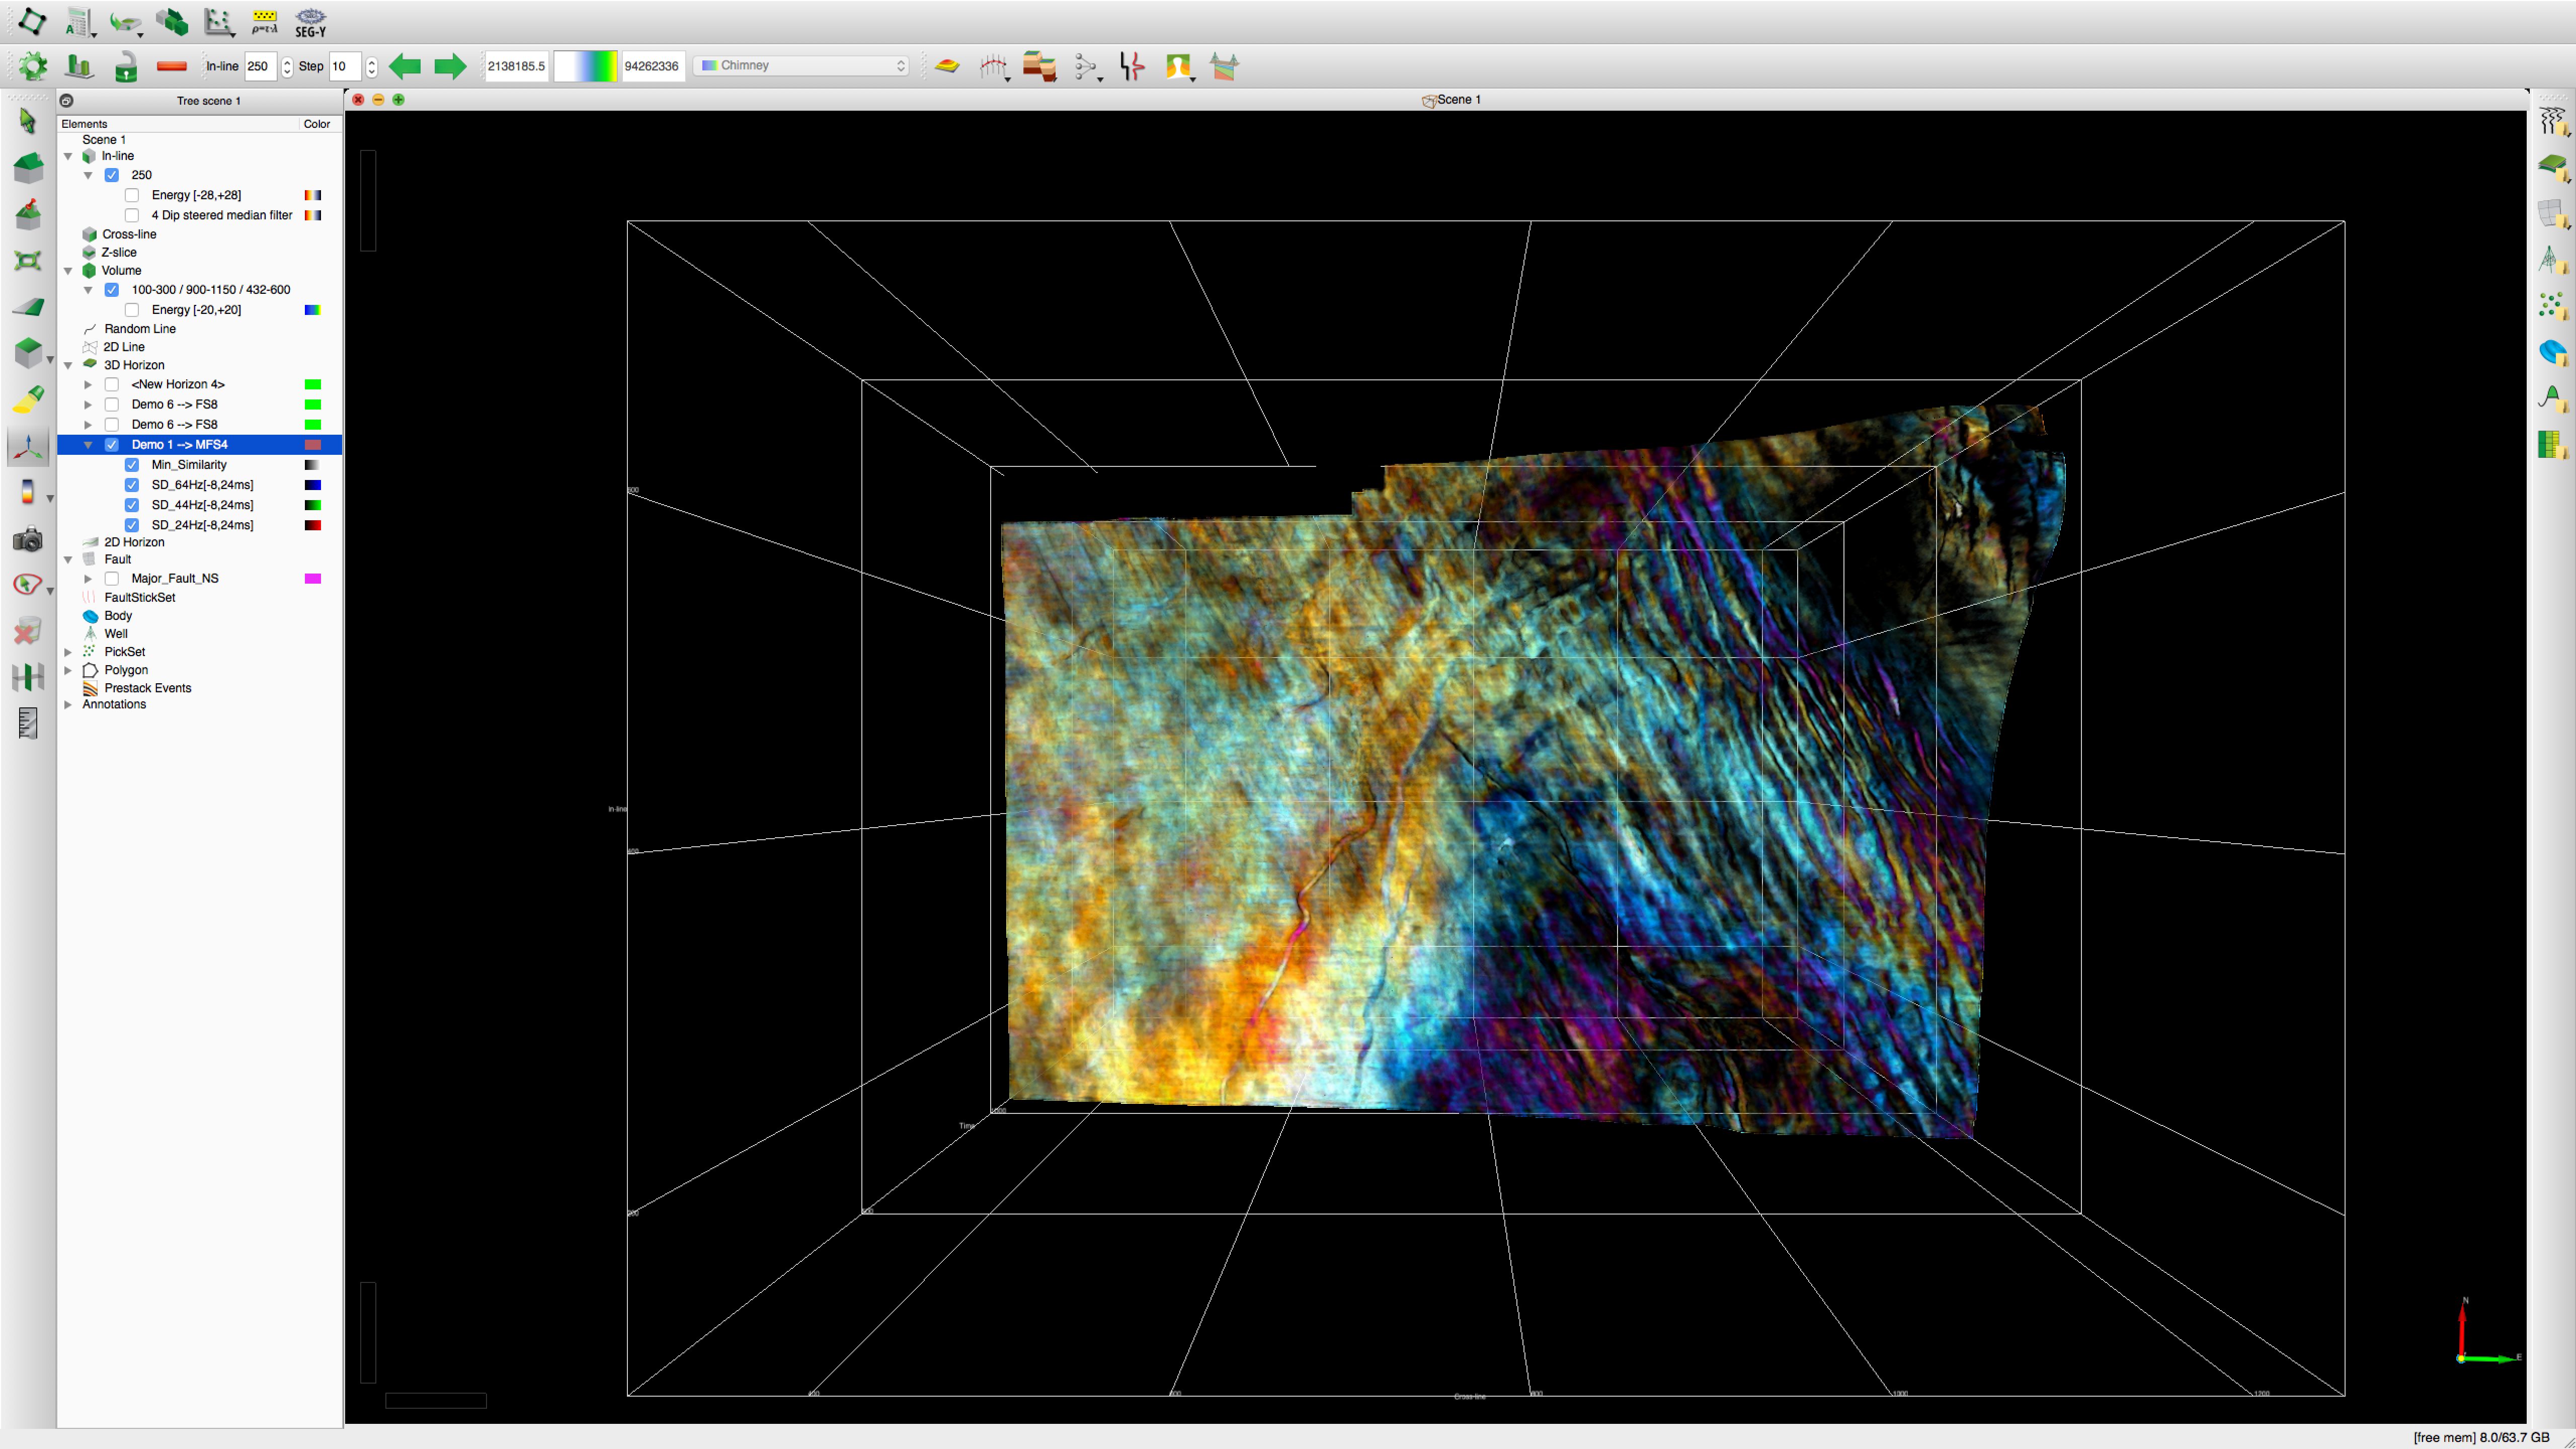 ρ=τ·λ
SEG-Y
In-line 250 Step 10 2138185.5 94262336 Chimney
Tree scene 1
Scene 1
Elements Color
Scene 1
In-line
250
Energy [-28,+28]
4 Dip steered median filter
Cross-line
Z-slice
Volume
100-300 / 900-1150 / 432-600
Energy [-20,+20]
Random Line
2D Line
3D Horizon
<New Horizon 4>
Demo 6 --> FS8
Demo 6 --> FS8
Demo 1 --> MFS4
Min_Similarity
SD_64Hz[-8,24ms]
SD_44Hz[-8,24ms]
SD_24Hz[-8,24ms]
2D Horizon
Fault
Major_Fault_NS
FaultStickSet
Body
Well
PickSet
Polygon
Prestack Events
Annotations
In-line
1000
Time
Cross-line
1000
1200
N
E
[free mem] 8.0/63.7 GB